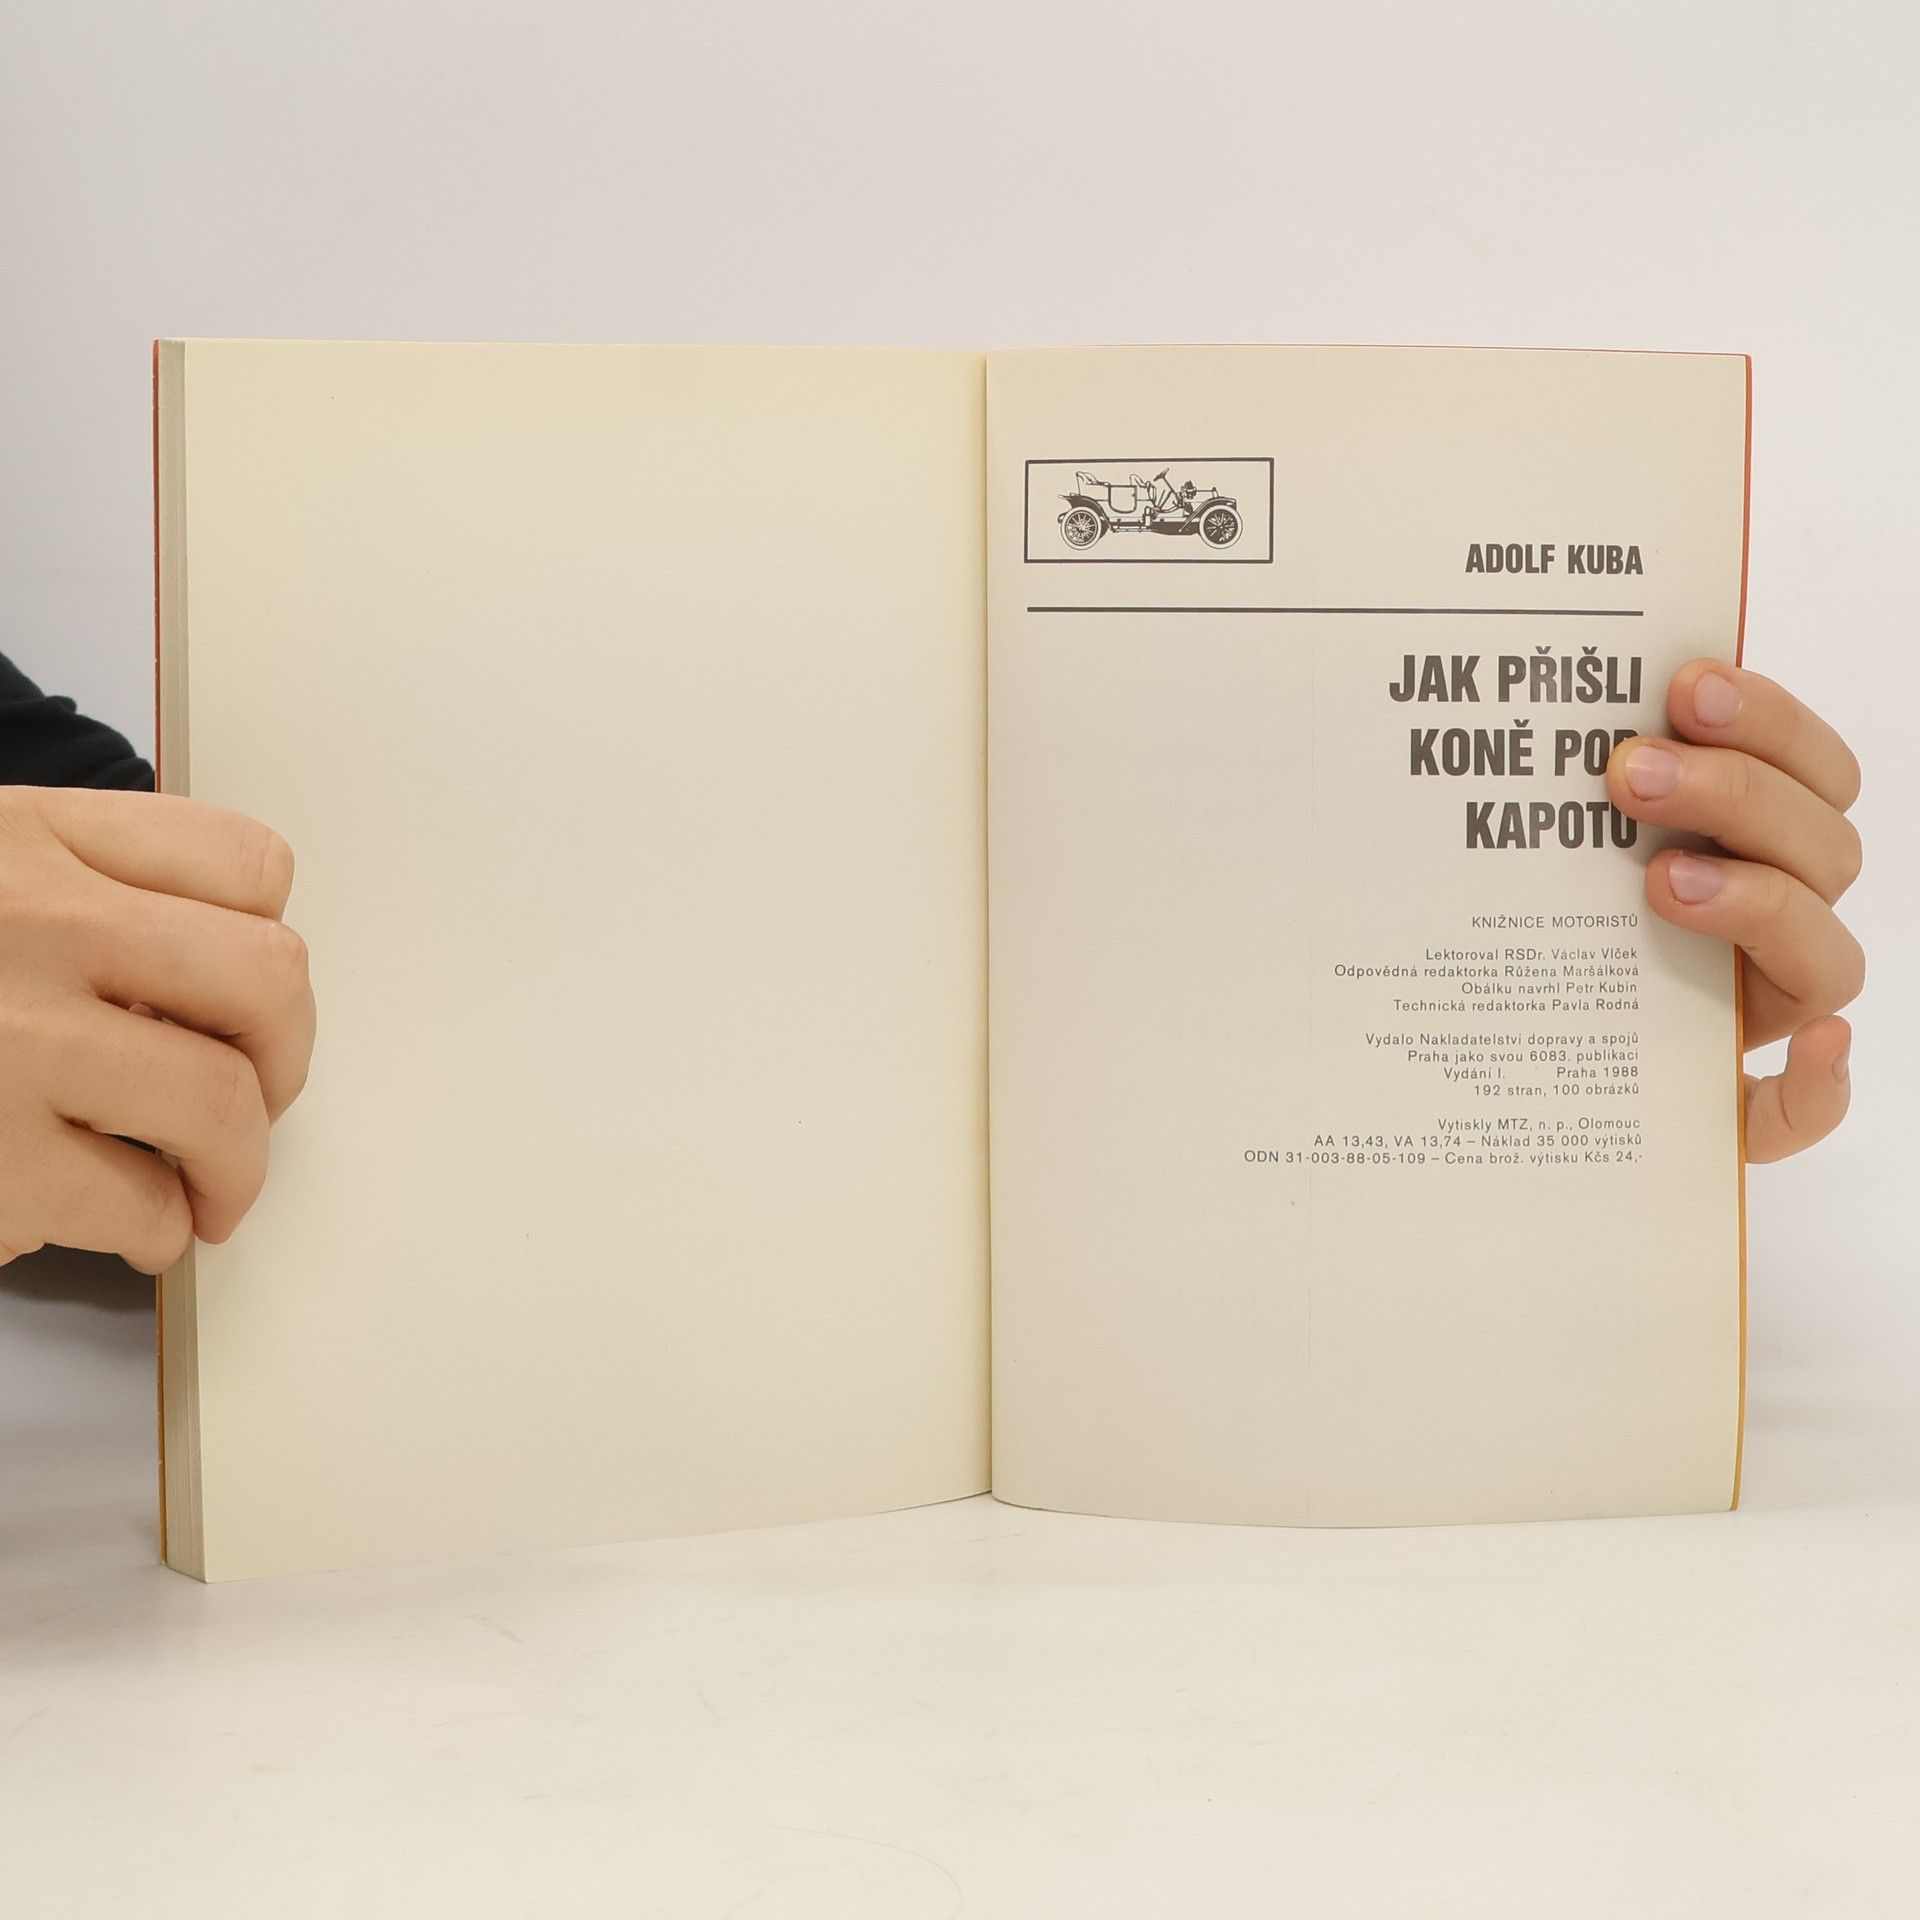 ADOLF KUBA
JAK PŘIŠLI
KONĚ POD
KAPOTU
KNIŽNICE MOTORISTŮ
Lektoroval RSDr. Václav Vlček
Odpovědná redaktorka Růžena Maršálková
Obálku navrhl Petr Kubín
Technická redaktorka Pavla Rodná
Vydalo Nakladatelství dopravy a spojů
Praha jako svou 6083. publikaci
Vydání I. Praha 1988
192 stran, 100 obrázků
Vytiskly MTZ, n. p., Olomouc
AA 13,43, VA 13,74 – Náklad 35 000 výtisků
ODN 31-003-88-05-109 – Cena brož. výtisku Kčs 24,-